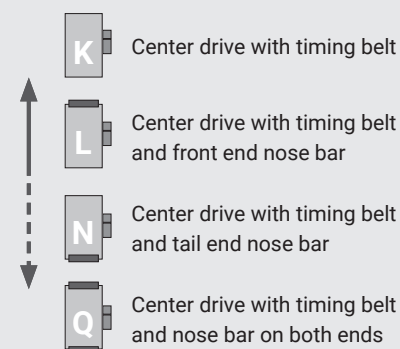 K
Center drive with timing belt
L
Center drive with timing belt
and front end nose bar
N
Center drive with timing belt
and tail end nose bar
Q
Center drive with timing belt
and nose bar on both ends